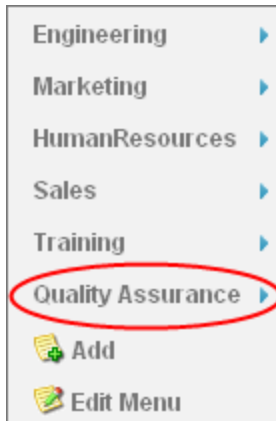 Engineering
Marketing
HumanResources
Sales
Training
Quality Assurance
Add
Edit Menu